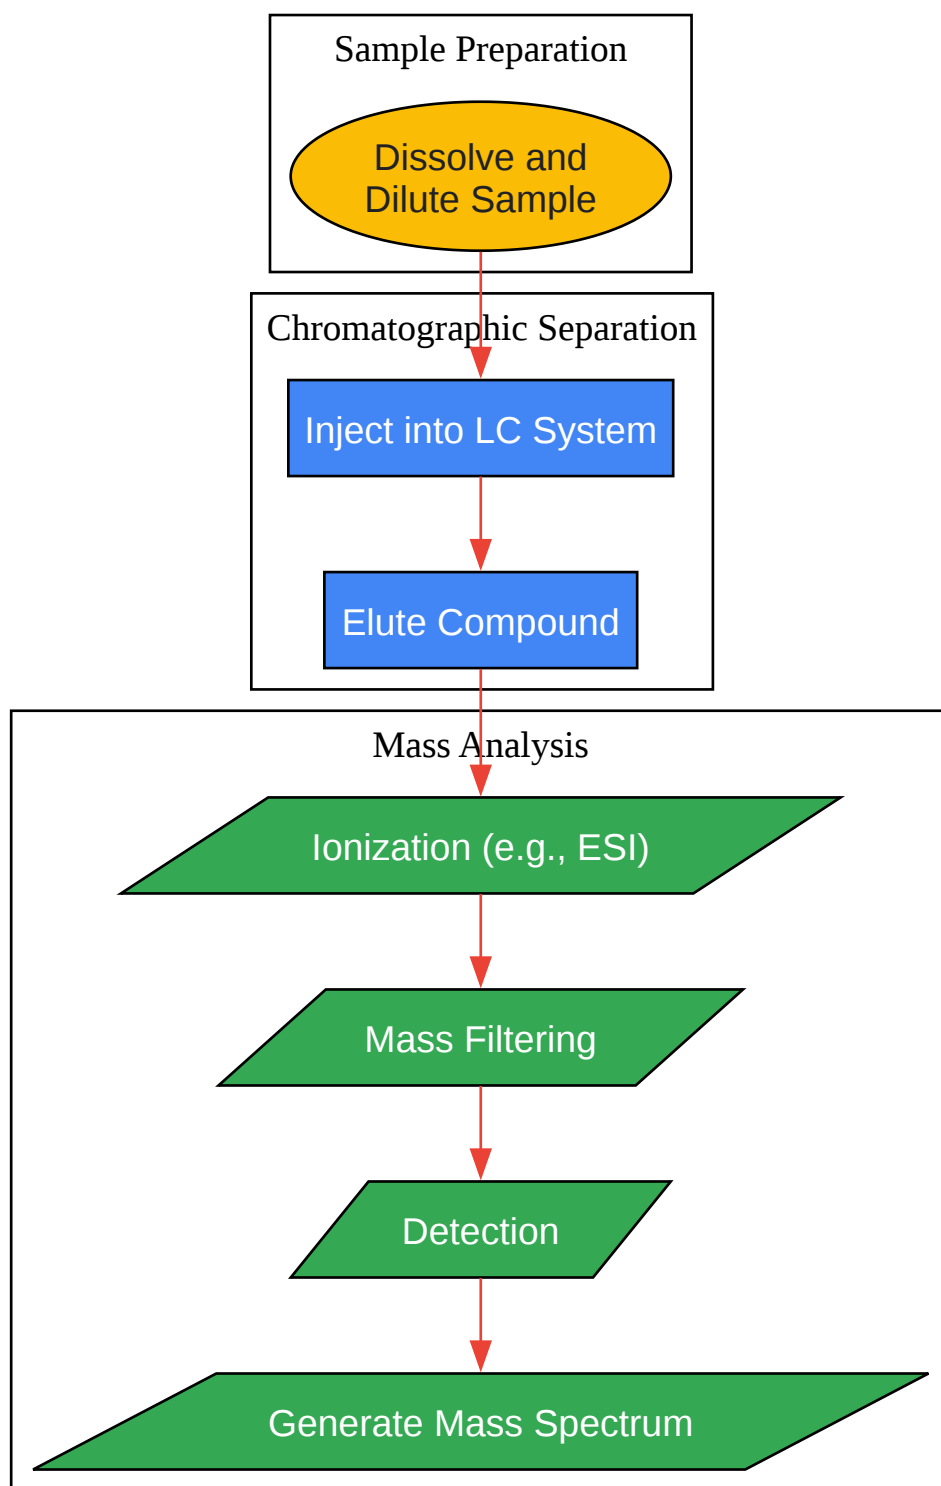 Sample Preparation
Dissolve and
Dilute Sample
Chromatographic Separation
Inject into LC System
Elute Compound
Mass Analysis
Ionization (e.g., ESI)
Mass Filtering
Detection
Generate Mass Spectrum